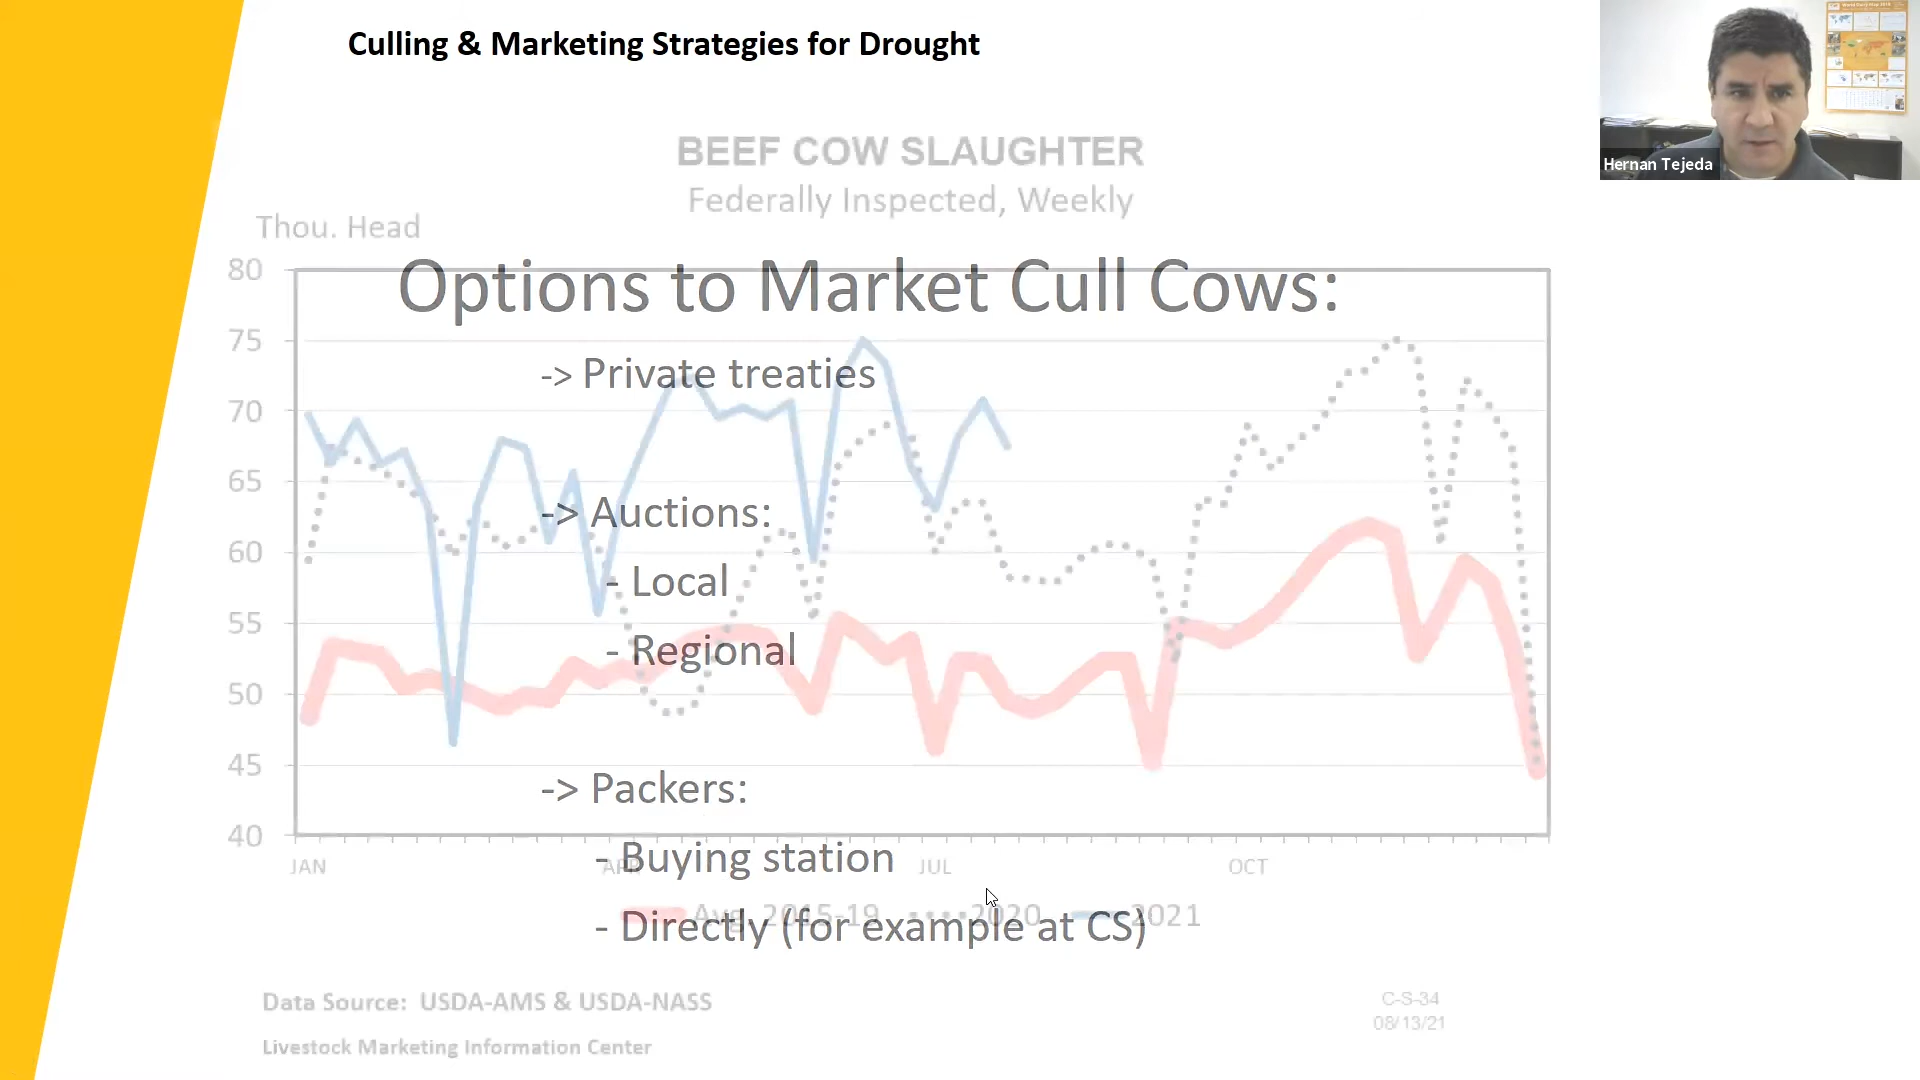 Culling & Marketing Strategies for Drought
Hernan Tejeda
BEEF COW SLAUGHTER
Federally Inspected, Weekly
Thou. Head
80
75
70
65
60
55
50
45
40
Options to Market Cull Cows:
-> Private treaties
-> Auctions:
- Local
- Regional
-> Packers:
- Buying station
- Directly (for example at CS)
JAN
APR
JUL
OCT
Avg. 2015-19
2020
2021
Data Source: USDA-AMS & USDA-NASS
Livestock Marketing Information Center
C-S-34
08/13/21